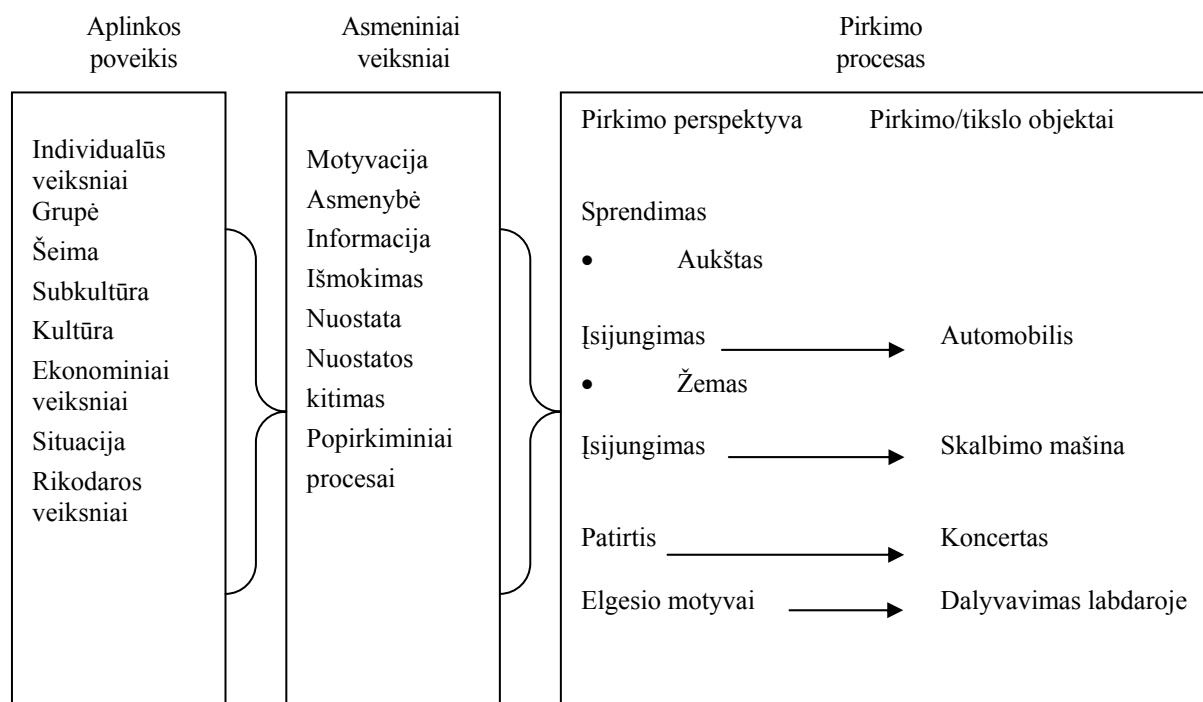 Aplinkos
poveikis
Asmeniniai
veiksniai
Pirkimo
procesas
Individualūs
veiksniai
Grupė
Šeima
Subkultūra
Kultūra
Ekonominiai
veiksniai
Situacija
Rikodaros
veiksniai
Motyvacija
Asmenybė
Informacija
Išmokimas
Nuostata
Nuostatos
kitimas
Popirkiminiai
procesai
Pirkimo perspektyva Pirkimo/tikslo objektai
Sprendimas
• Aukštas
Įsijungimas Automobilis
• Žemas
Įsijungimas Skalbimo mašina
Patirtis Koncertas
Elgesio motyvai Dalyvavimas labdaroje